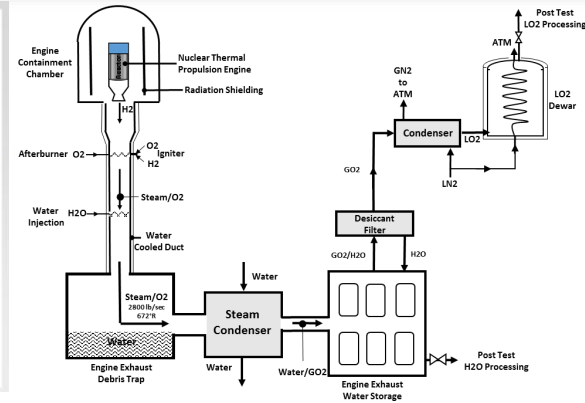 Engine
Containment
Chamber
Reactor
Nuclear Thermal
Propulsion Engine
Radiation Shielding
H2
Afterburner O2
O2
Igniter
H2
Steam/O2
Water
Injection
H2O
Water
Cooled Duct
Steam/O2
2800 lb/sec
672°R
Water
Engine Exhaust
Debris Trap
Water
Steam
Condenser
Water
Water/GO2
Engine Exhaust
Water Storage
GO2/H2O
H2O
Desiccant
Filter
GO2
GN2
to
ATM
Condenser
LO2
LN2
ATM
Post Test
LO2 Processing
LO2
Dewar
Post Test
H2O Processing